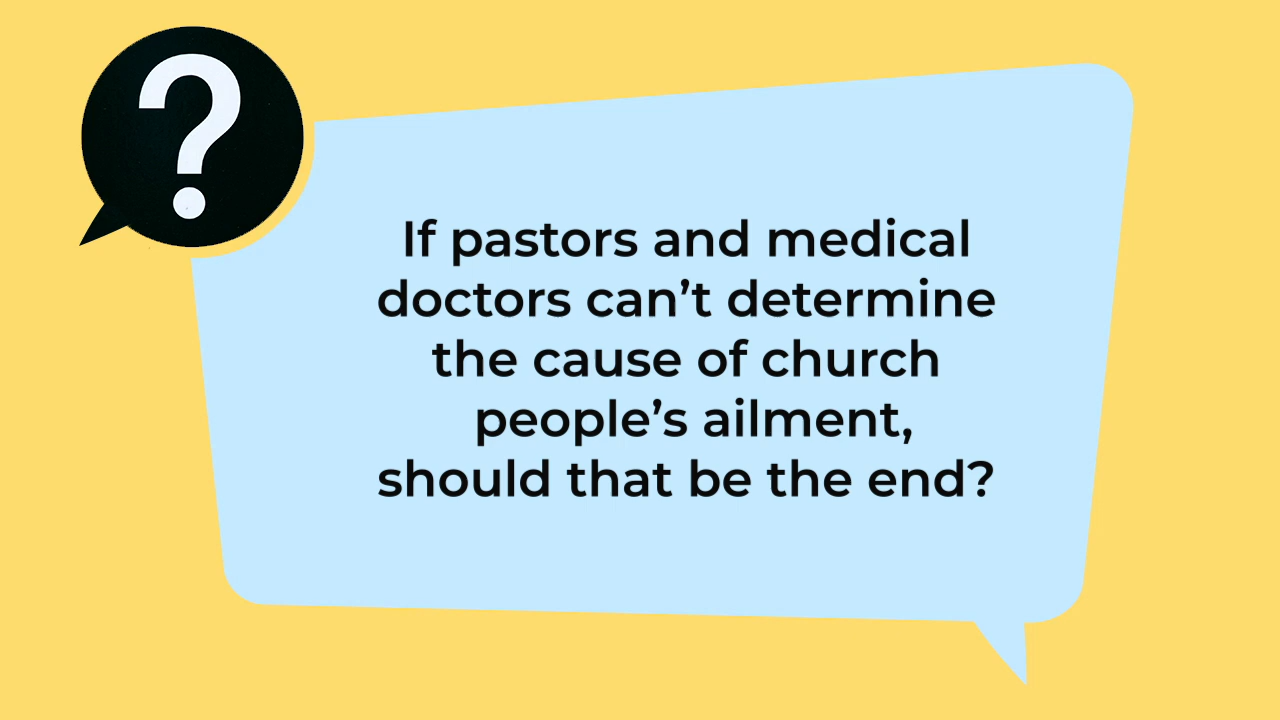 ?
If pastors and medical
doctors can’t determine
the cause of church
people’s ailment,
should that be the end?